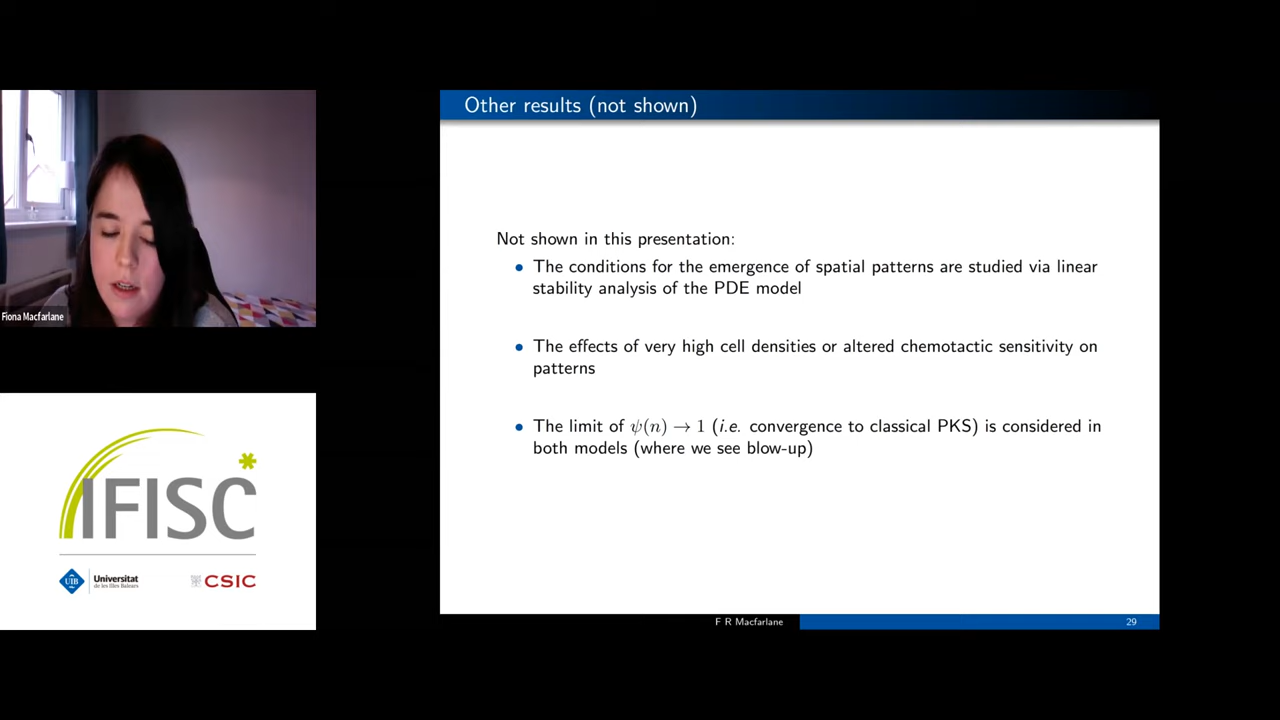 Other results (not shown)
Not shown in this presentation:
• The conditions for the emergence of spatial patterns are studied via linear
stability analysis of the PDE model
• The effects of very high cell densities or altered chemotactic sensitivity on
patterns
• The limit of ψ(n) → 1 (i.e. convergence to classical PKS) is considered in
both models (where we see blow-up)
F R Macfarlane
29
Fiona Macfarlane
IFISC
UIB
Universitat
de les Illes Balears
CSIC